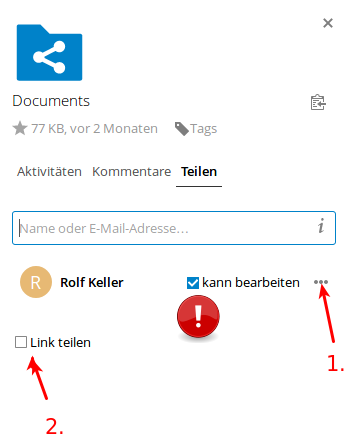 Documents
77 KB, vor 2 Monaten Tags
Aktivitäten Kommentare Teilen
Name oder E-Mail-Adresse... i
R Rolf Keller kann bearbeiten
!
Link teilen
1.
2.